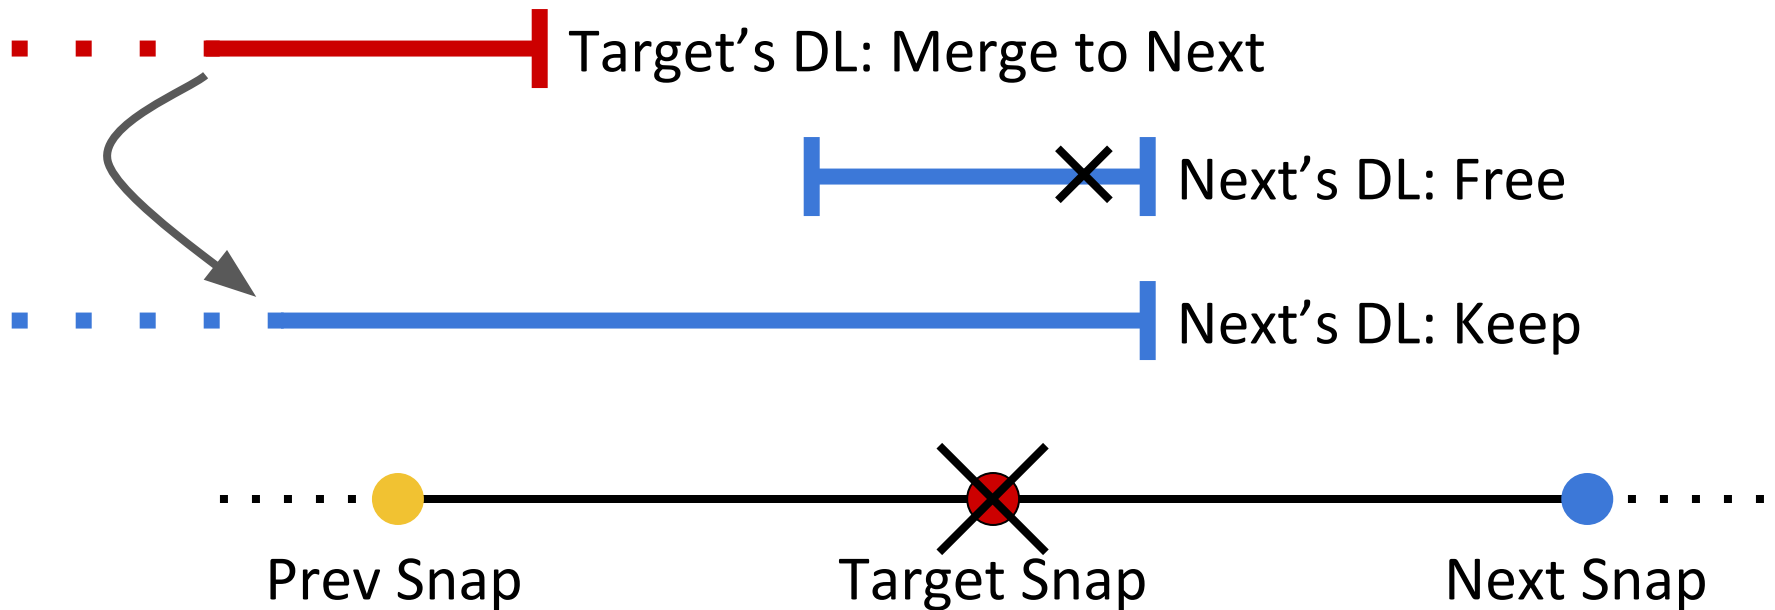 Target’s DL: Merge to Next
Next’s DL: Free
Next’s DL: Keep
Prev Snap
Target Snap
Next Snap